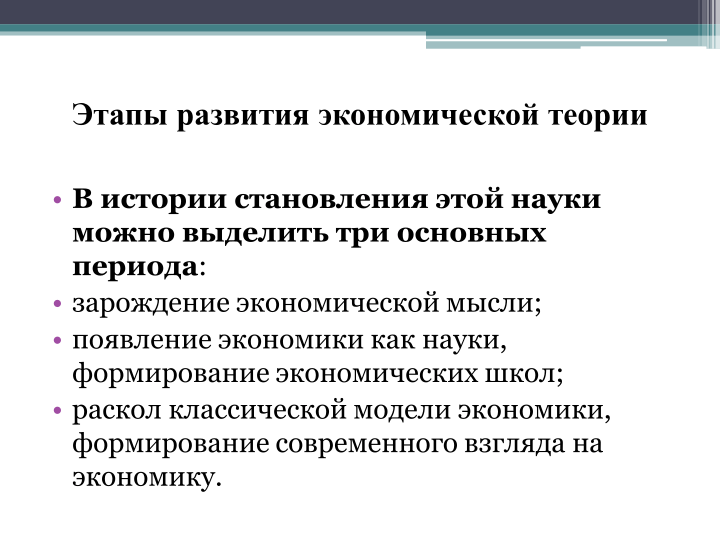 Этапы развития экономической теории
• В истории становления этой науки
можно выделить три основных
периода:
• зарождение экономической мысли;
• появление экономики как науки,
формирование экономических школ;
• раскол классической модели экономики,
формирование современного взгляда на
экономику.